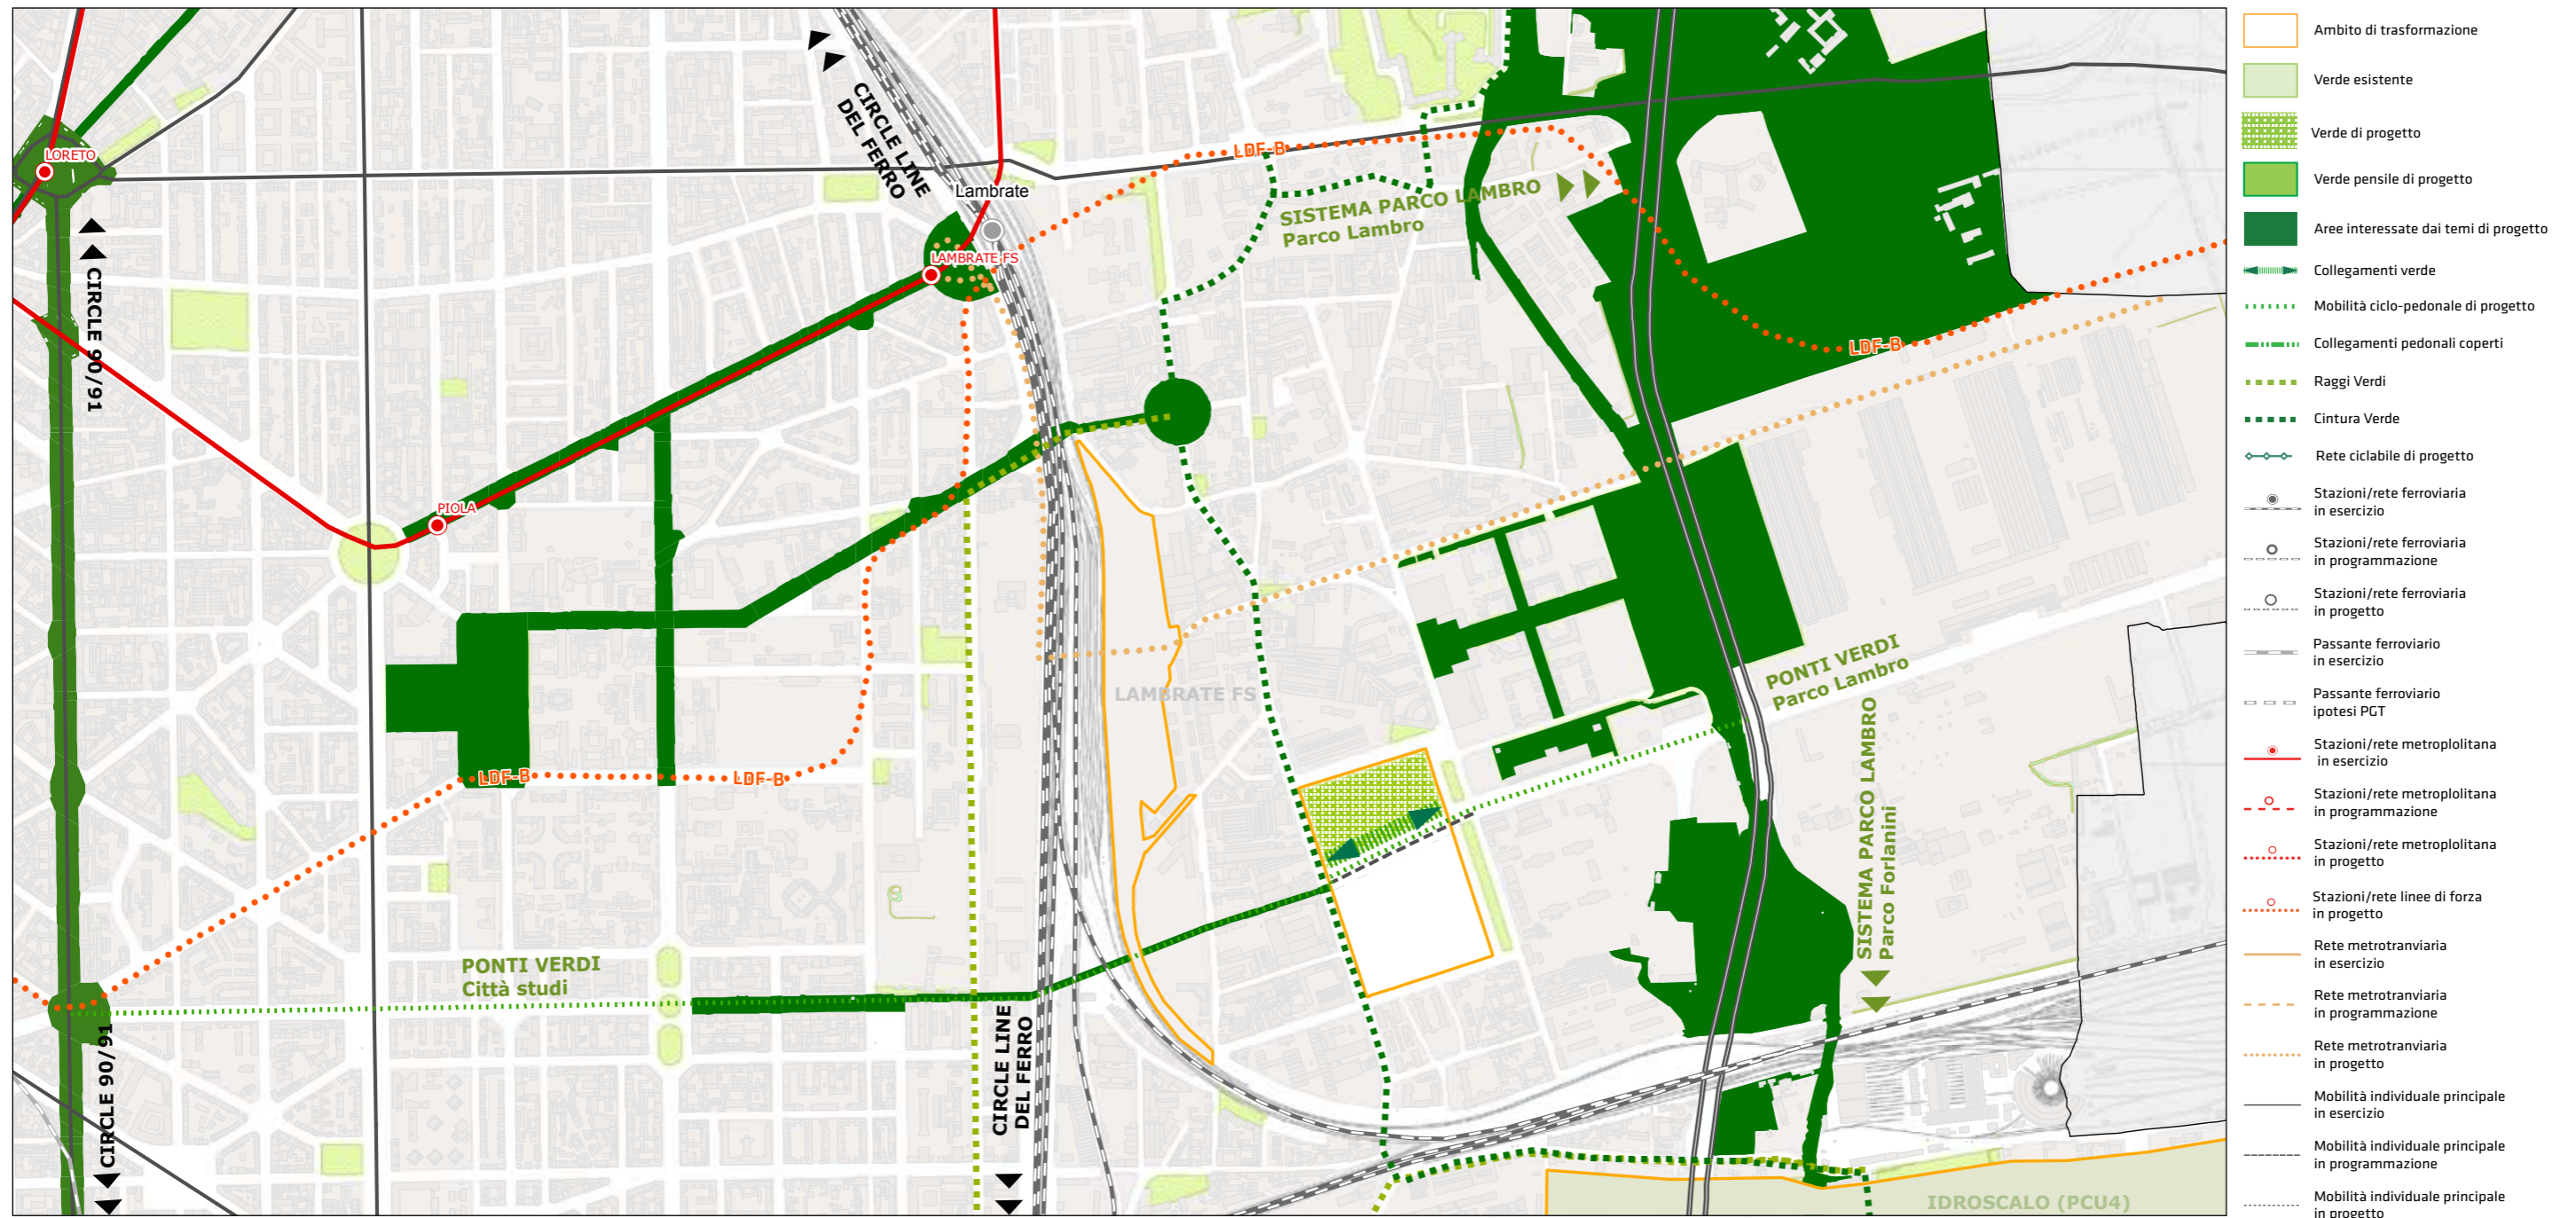 LORETO
CIRCLE 90/91
CIRCLE LINE
DEL FERRO
Lambrate
LAMBRATE FS
LDF-B
SISTEMA PARCO LAMBRO
Parco Lambro
LDF-B
PIOLA
LDF-B
LDF-B
LAMBRATE FS
PONTI VERDI
Parco Lambro
SISTEMA PARCO LAMBRO
Parco Forlanini
PONTI VERDI
Città studi
CIRCLE 90/91
CIRCLE LINE
DEL FERRO
IDROSCALO (PCU4)
Ambito di trasformazione
Verde esistente
Verde di progetto
Verde pensile di progetto
Aree interessate dai temi di progetto
Collegamenti verde
Mobilità ciclo-pedonale di progetto
Collegamenti pedonali coperti
Raggi Verdi
Cintura Verde
Rete ciclabile di progetto
Stazioni/rete ferroviaria
in esercizio
Stazioni/rete ferroviaria
in programmazione
Stazioni/rete ferroviaria
in progetto
Passante ferroviario
in esercizio
Passante ferroviario
ipotesi PGT
Stazioni/rete metroplolitana
in esercizio
Stazioni/rete metroplolitana
in programmazione
Stazioni/rete metroplolitana
in progetto
Stazioni/rete linee di forza
in progetto
Rete metrotranviaria
in esercizio
Rete metrotranviaria
in programmazione
Rete metrotranviaria
in progetto
Mobilità individuale principale
in esercizio
Mobilità individuale principale
in programmazione
Mobilità individuale principale
in progetto